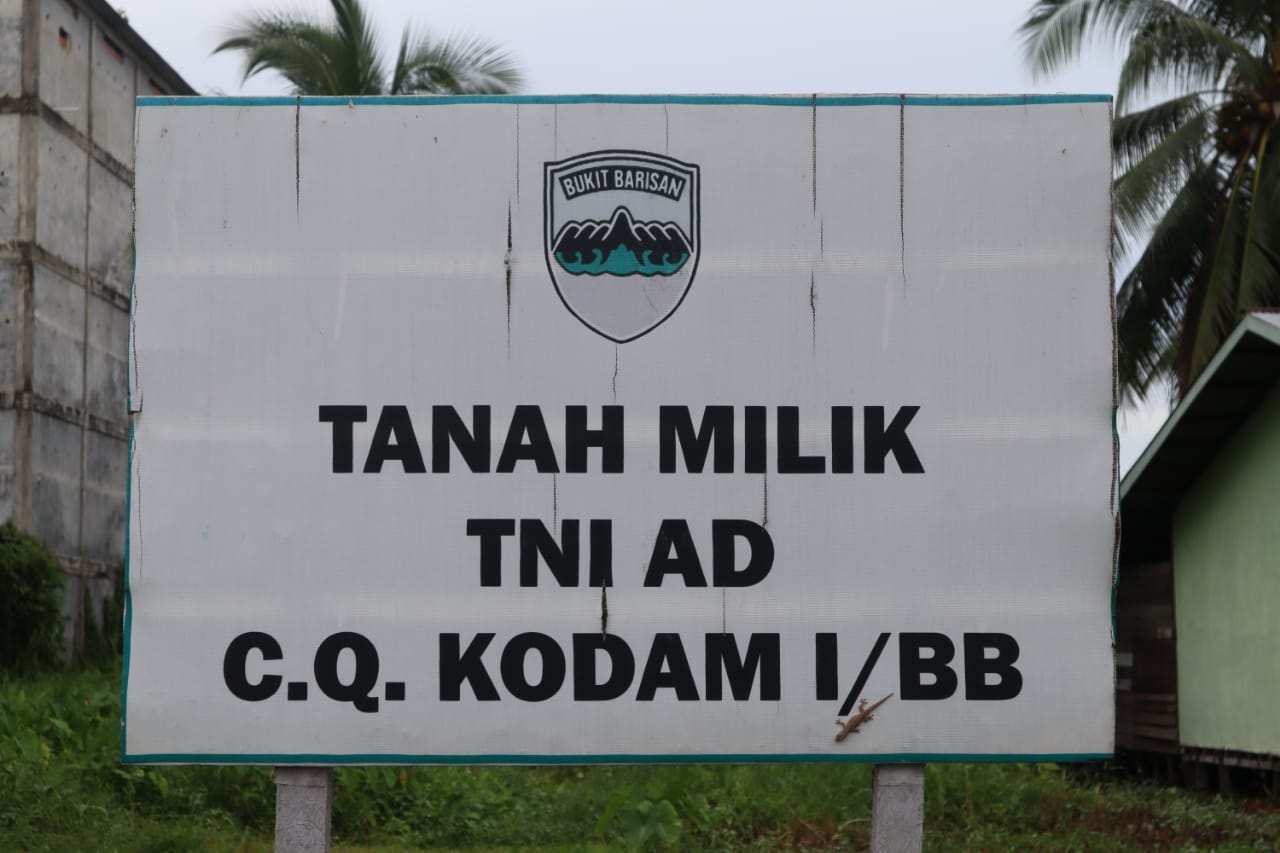 BUKIT BARISAN
TANAH MILIK
TNI AD
C.Q. KODAM I/BB